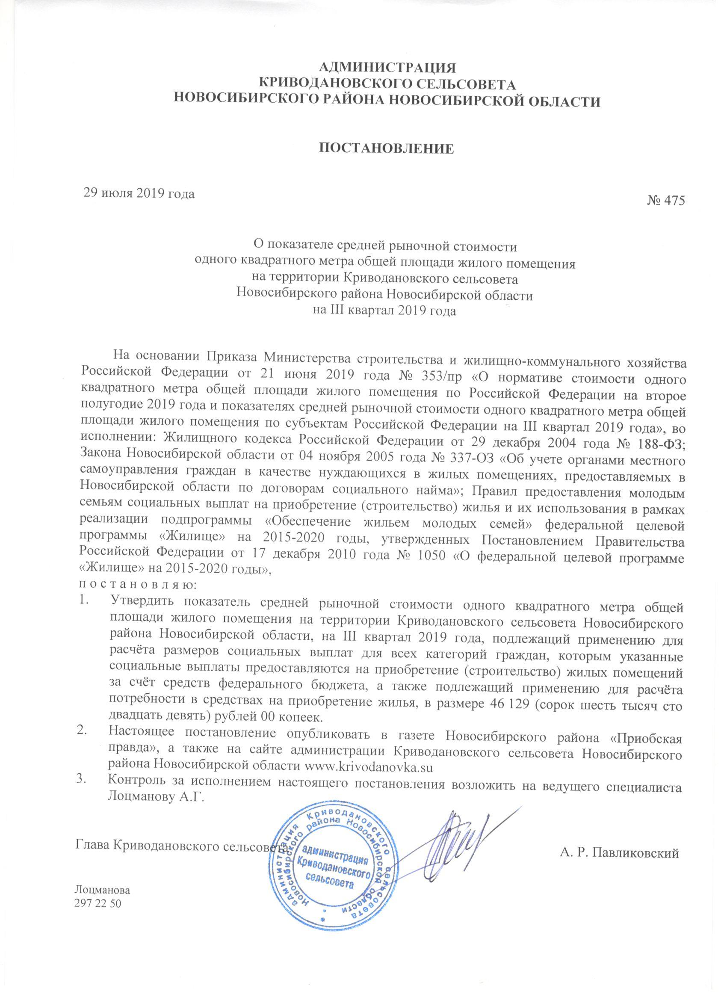 АДМИНИСТРАЦИЯ
КРИВОДАНОВСКОГО СЕЛЬСОВЕТА
НОВОСИБИРСКОГО РАЙОНА НОВОСИБИРСКОЙ ОБЛАСТИ
ПОСТАНОВЛЕНИЕ
29 июля 2019 года
№ 475
О показателе средней рыночной стоимости
одного квадратного метра общей площади жилого помещения
на территории Криводановского сельсовета
Новосибирского района Новосибирской области
на III квартал 2019 года
На основании Приказа Министерства строительства и жилищно-коммунального хозяйства
Российской Федерации от 21 июня 2019 года № 353/пр «О нормативе стоимости одного
квадратного метра общей площади жилого помещения по Российской Федерации на второе
полугодие 2019 года и показателях средней рыночной стоимости одного квадратного метра общей
площади жилого помещения по субъектам Российской Федерации на III квартал 2019 года», во
исполнении: Жилищного кодекса Российской Федерации от 29 декабря 2004 года № 188-ФЗ;
Закона Новосибирской области от 04 ноября 2005 года № 337-ОЗ «Об учете органами местного
самоуправления граждан в качестве нуждающихся в жилых помещениях, предоставляемых в
Новосибирской области по договорам социального найма»; Правил предоставления молодым
семьям социальных выплат на приобретение (строительство) жилья и их использования в рамках
реализации подпрограммы «Обеспечение жильем молодых семей» федеральной целевой
программы «Жилище» на 2015-2020 годы, утвержденных Постановлением Правительства
Российской Федерации от 17 декабря 2010 года № 1050 «О федеральной целевой программе
«Жилище» на 2015-2020 годы»,
п о с т а н о в л я ю:
1. Утвердить показатель средней рыночной стоимости одного квадратного метра общей
площади жилого помещения на территории Криводановского сельсовета Новосибирского
района Новосибирской области, на III квартал 2019 года, подлежащий применению для
расчёта размеров социальных выплат для всех категорий граждан, которым указанные
социальные выплаты предоставляются на приобретение (строительство) жилых помещений
за счёт средств федерального бюджета, а также подлежащий применению для расчёта
потребности в средствах на приобретение жилья, в размере 46 129 (сорок шесть тысяч сто
двадцать девять) рублей 00 копеек.
2. Настоящее постановление опубликовать в газете Новосибирского района «Приобская
правда», а также на сайте администрации Криводановского сельсовета Новосибирского
района Новосибирской области www.krivodanovka.su
3. Контроль за исполнением настоящего постановления возложить на ведущего специалиста
Лоцманову А.Г.
Глава Криводановского сельсовета
А. Р. Павликовский
администрация Криводановского сельсовета
Новосибирского района Новосибирской области
администрация
Криводановского
сельсовета
Лоцманова
297 22 50